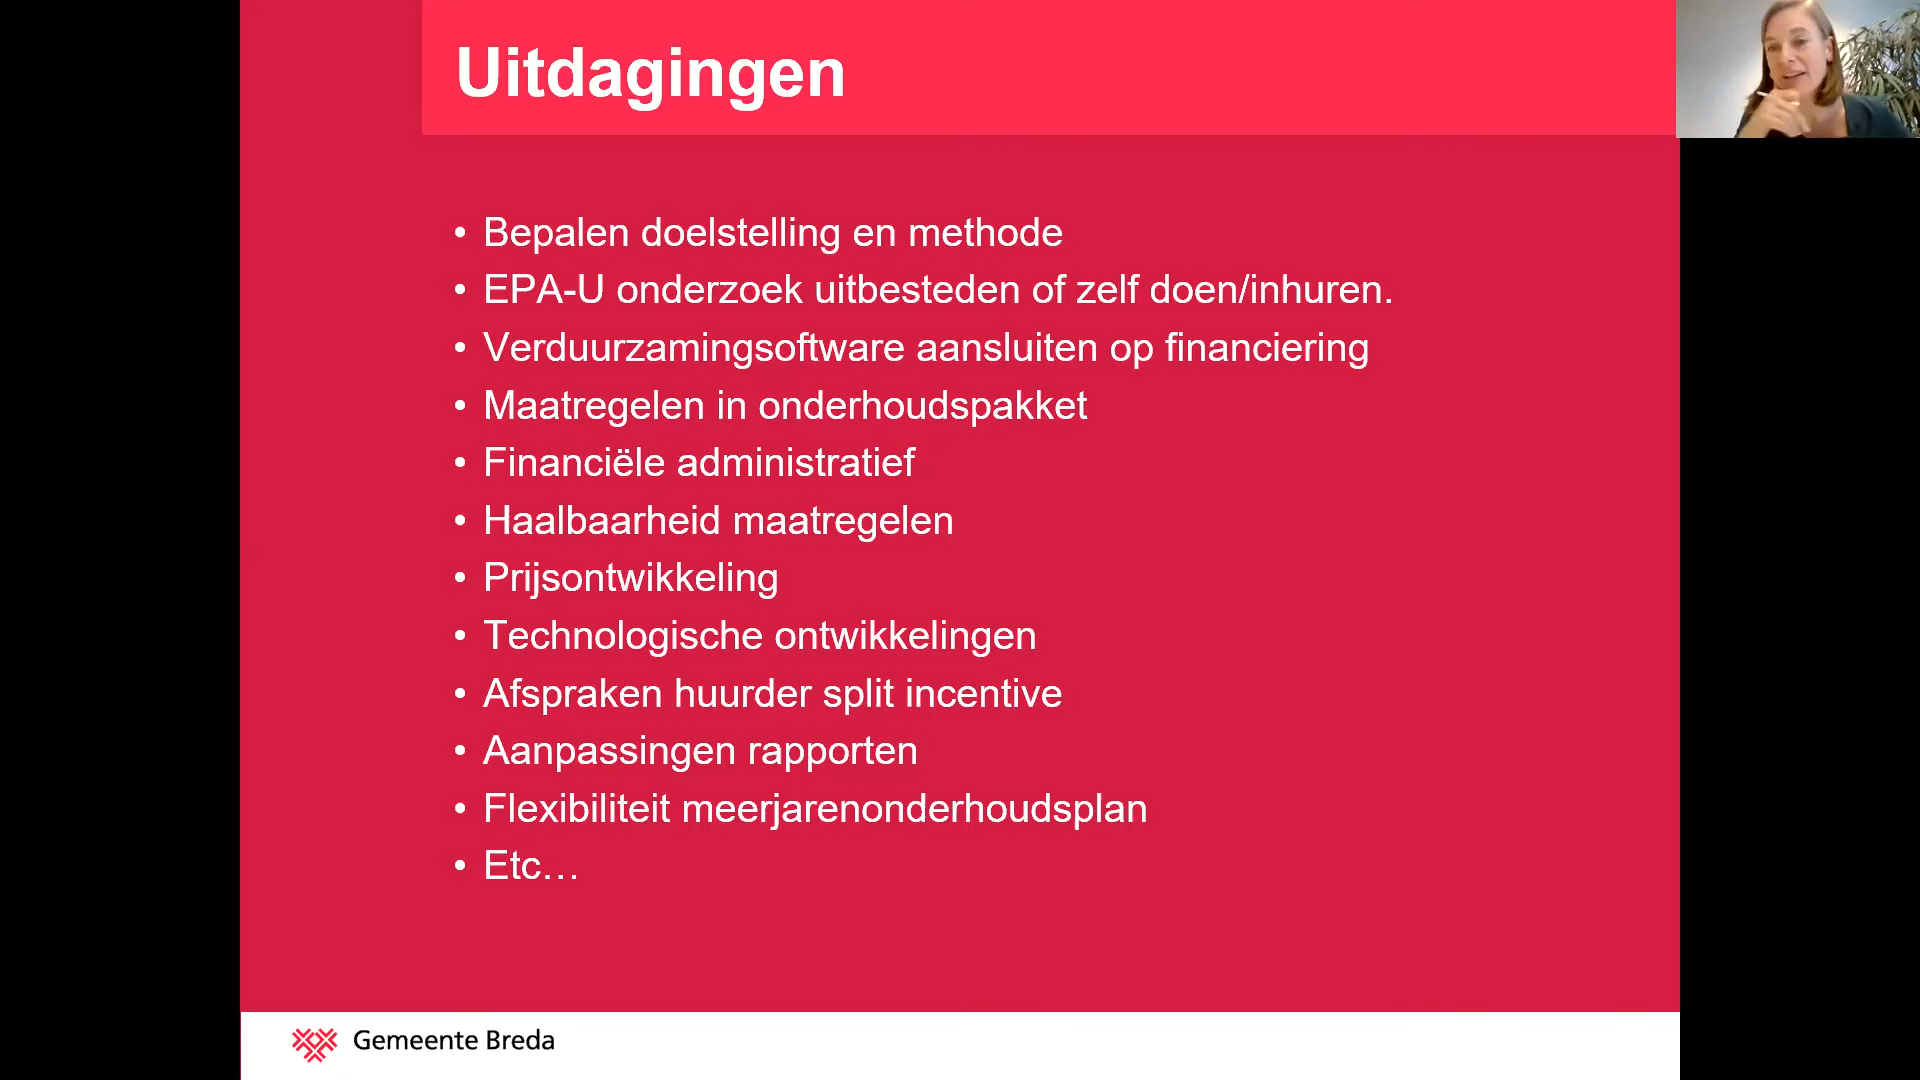 Uitdagingen
• Bepalen doelstelling en methode
• EPA-U onderzoek uitbesteden of zelf doen/inhuren.
• Verduurzamingsoftware aansluiten op financiering
• Maatregelen in onderhoudspakket
• Financiële administratief
• Haalbaarheid maatregelen
• Prijsontwikkeling
• Technologische ontwikkelingen
• Afspraken huurder split incentive
• Aanpassingen rapporten
• Flexibiliteit meerjarenonderhoudsplan
• Etc…
Gemeente Breda